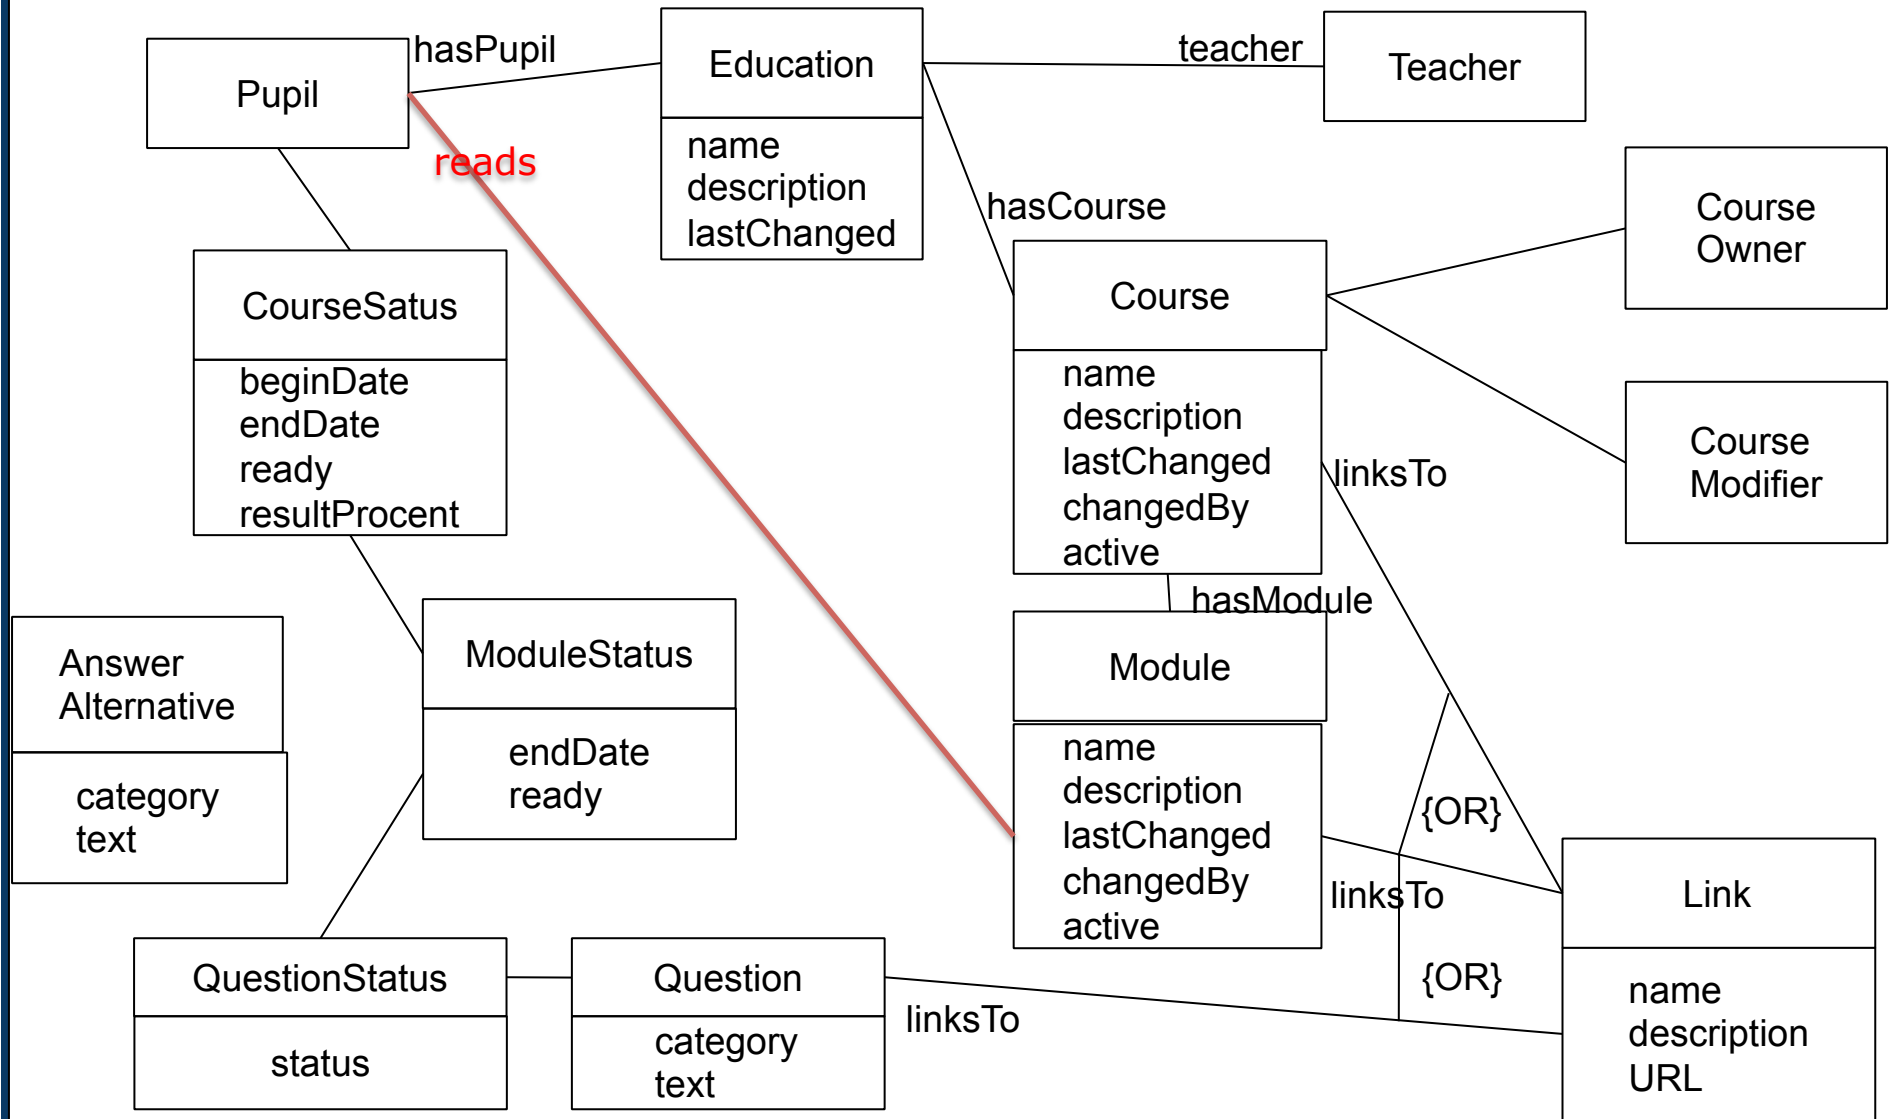 hasPupil
Education
teacher
Teacher
Pupil
reads
name
description
lastChanged
hasCourse
Course
Owner
CourseSatus
beginDate
endDate
ready
resultProcent
Course
name
description
lastChanged
changedBy
active
linksTo
Course
Modifier
hasModule
Answer
Alternative
category
text
ModuleStatus
endDate
ready
Module
name
description
lastChanged
changedBy
active
{OR}
linksTo
{OR}
Link
name
description
URL
QuestionStatus
status
Question
category
text
linksTo